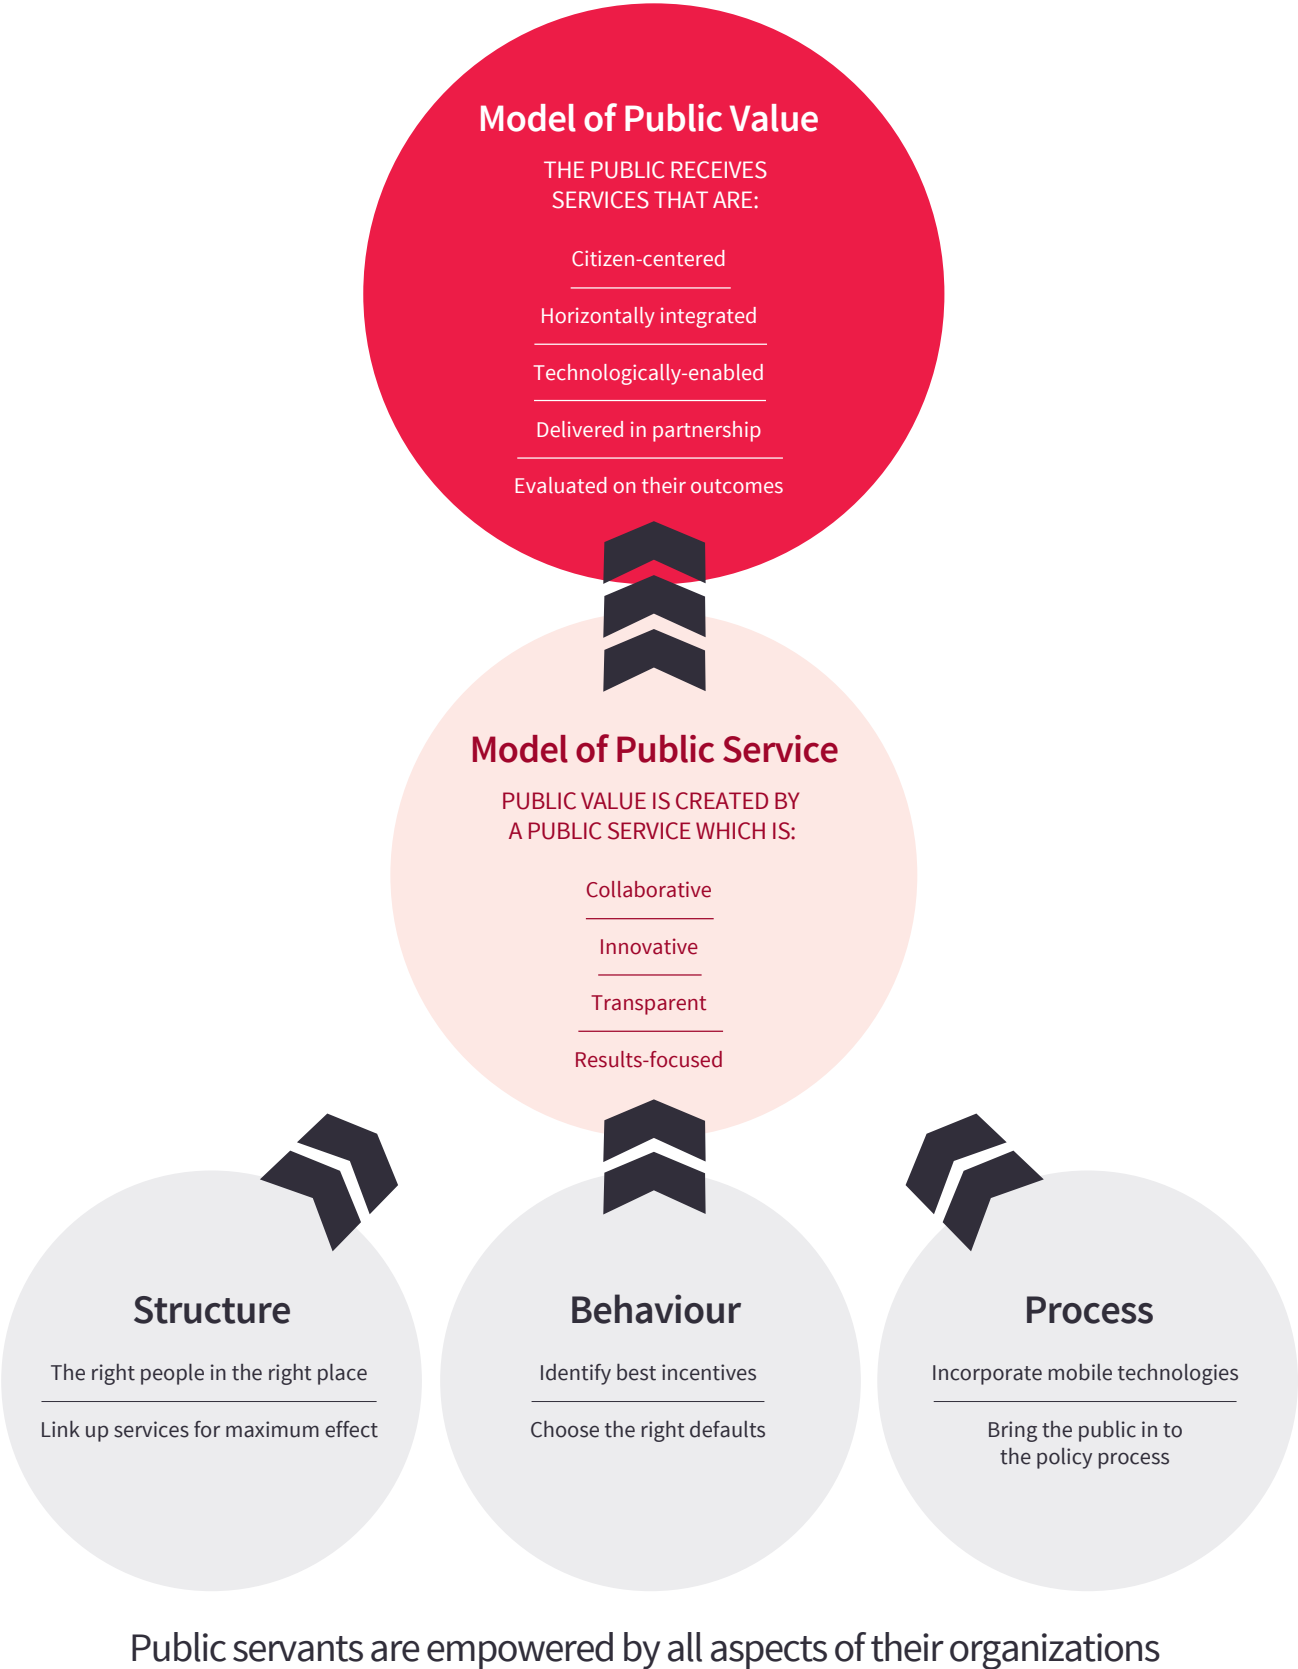 Model of Public Value
THE PUBLIC RECEIVES
SERVICES THAT ARE:
Citizen-centered
Horizontally integrated
Technologically-enabled
Delivered in partnership
Evaluated on their outcomes
Model of Public Service
PUBLIC VALUE IS CREATED BY
A PUBLIC SERVICE WHICH IS:
Collaborative
Innovative
Transparent
Results-focused
Structure
The right people in the right place
Link up services for maximum effect
Behaviour
Identify best incentives
Choose the right defaults
Process
Incorporate mobile technologies
Bring the public in to
the policy process
Public servants are empowered by all aspects of their organizations